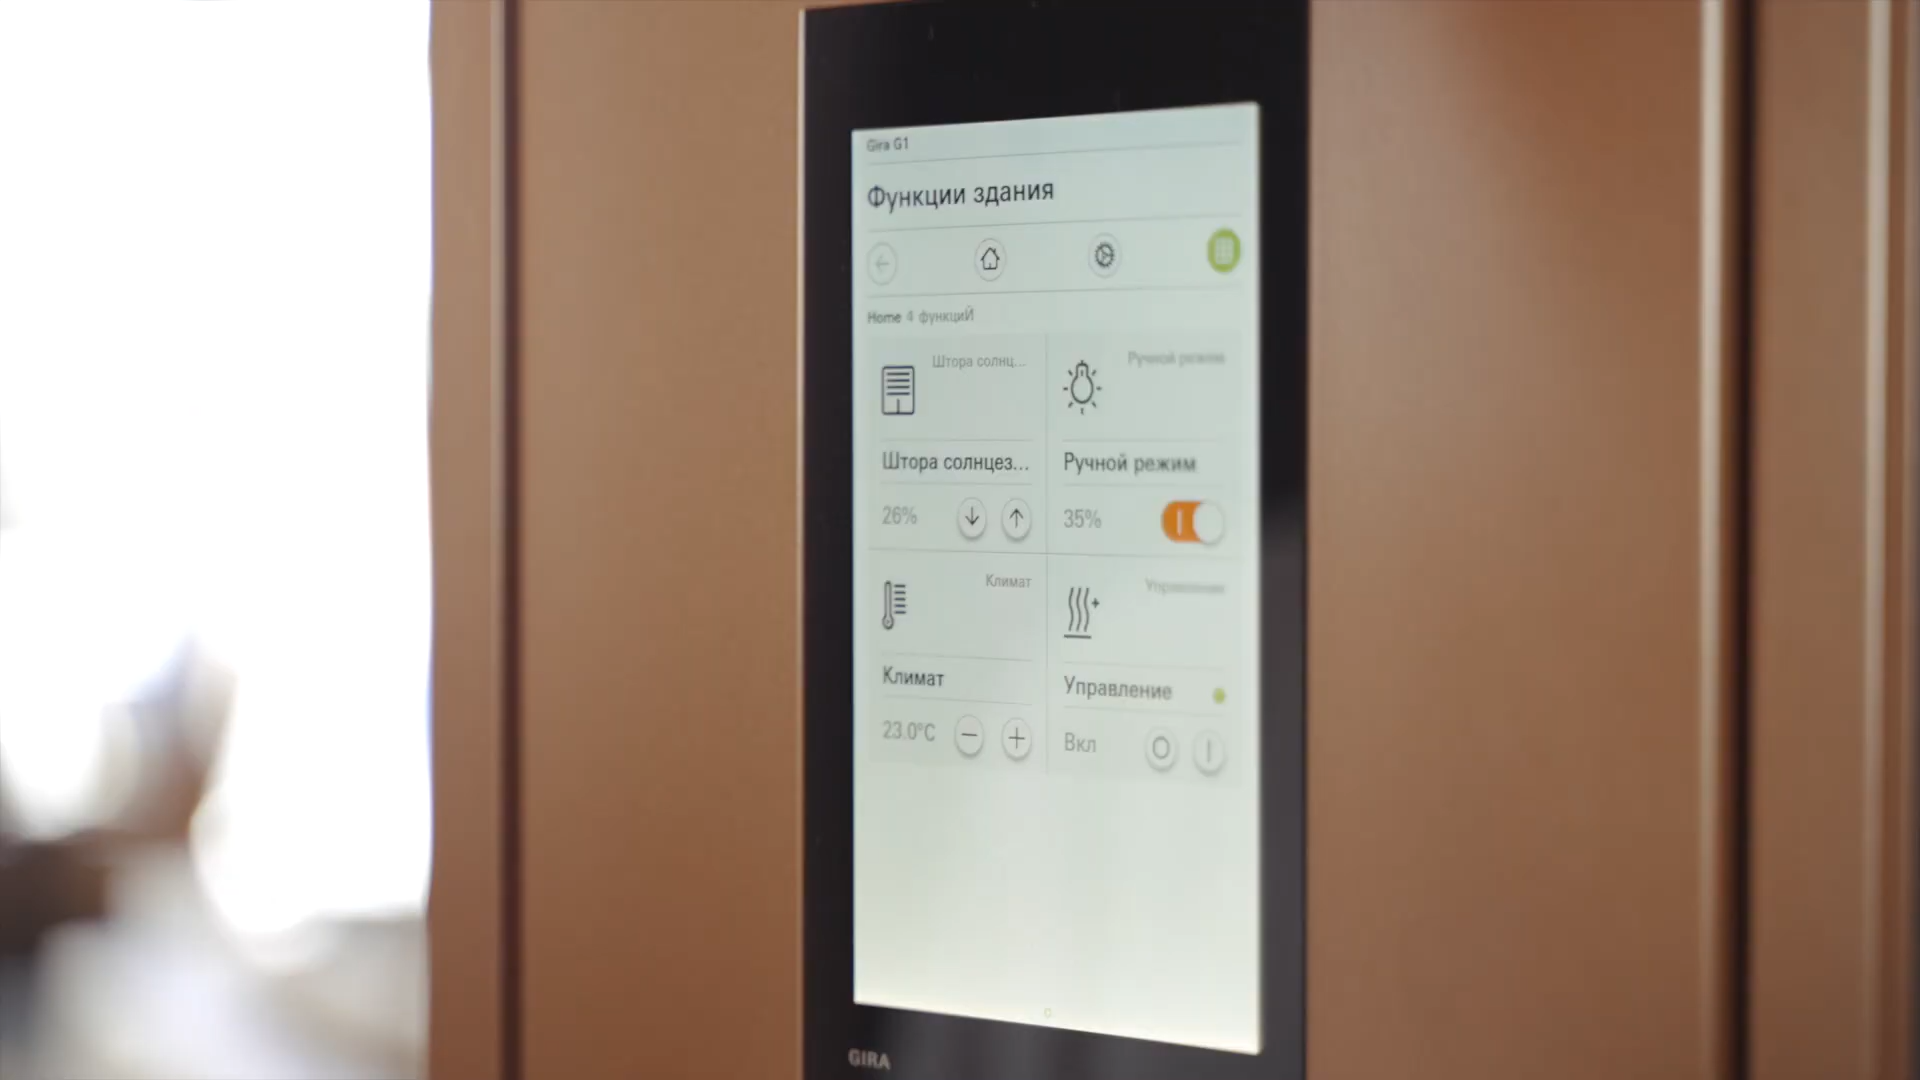 Gira G1
Функции здания
Home 4 функциЙ
Штора солнц...
Ручной режим
Штора солнцез...
Ручной режим
26%
35%
Климат
Управление
Климат
Управление
23.0°C
Вкл
GIRA